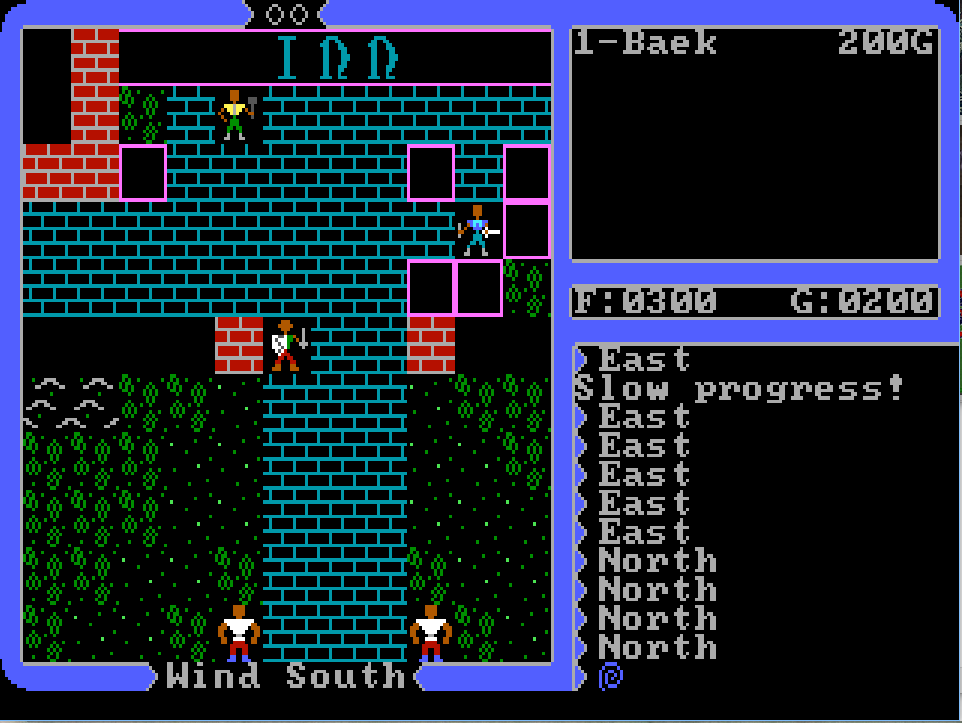 INN
1-Baek 200G
F:0300 G:0200
East
Slow progress!
East
East
East
East
East
North
North
North
North
Wind South